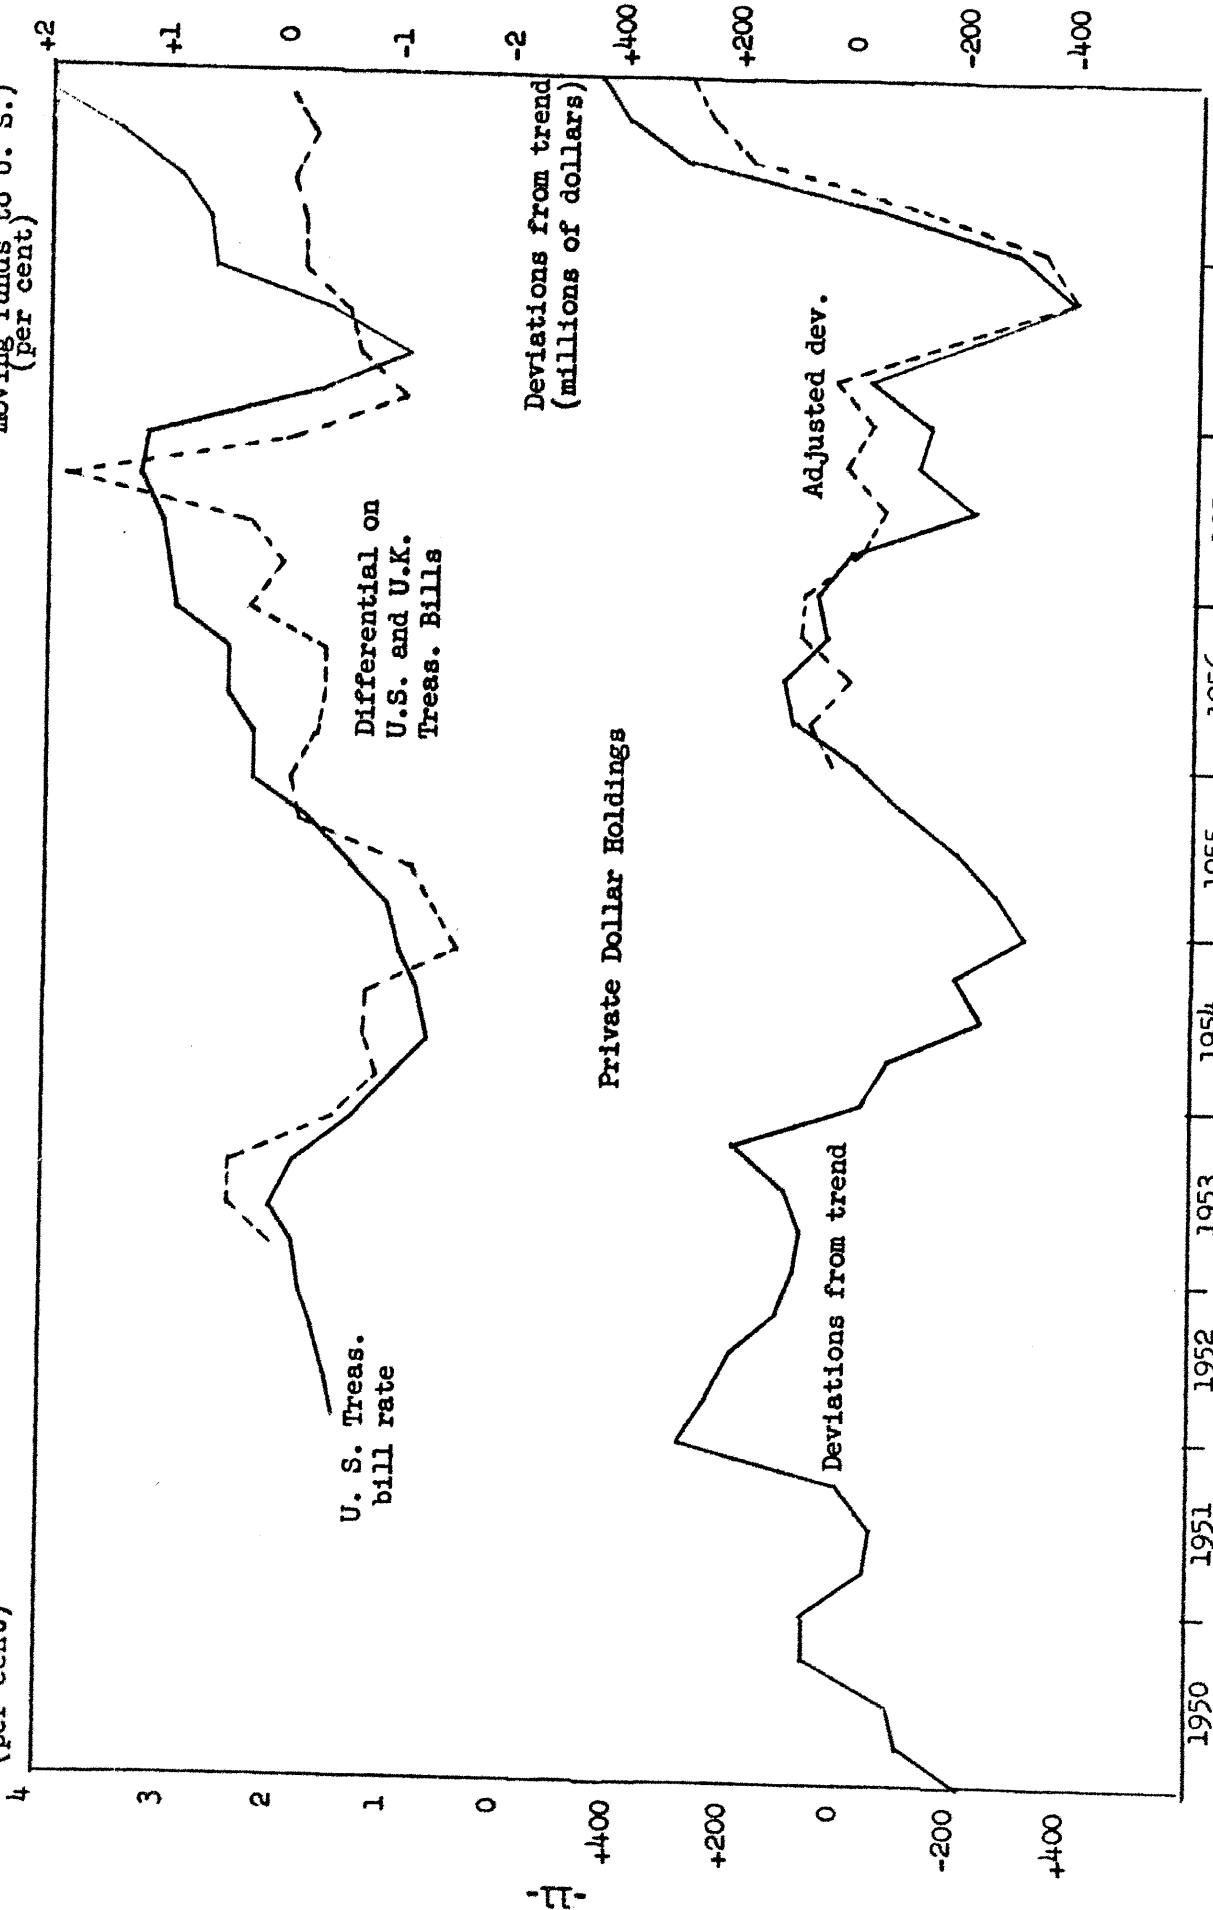 (per cent)
moving funds to U. S.)
(per cent)
4
3
2
1
0
+2
+1
0
-1
-2
U. S. Treas.
bill rate
Differential on
U.S. and U.K.
Treas. Bills
Deviations from trend
(millions of dollars)
Private Dollar Holdings
+400
+200
0
-200
+400
+400
+200
0
-200
-400
Deviations from trend
Adjusted dev.
1950
1951
1952
1953
1954
1955
1956
-11-